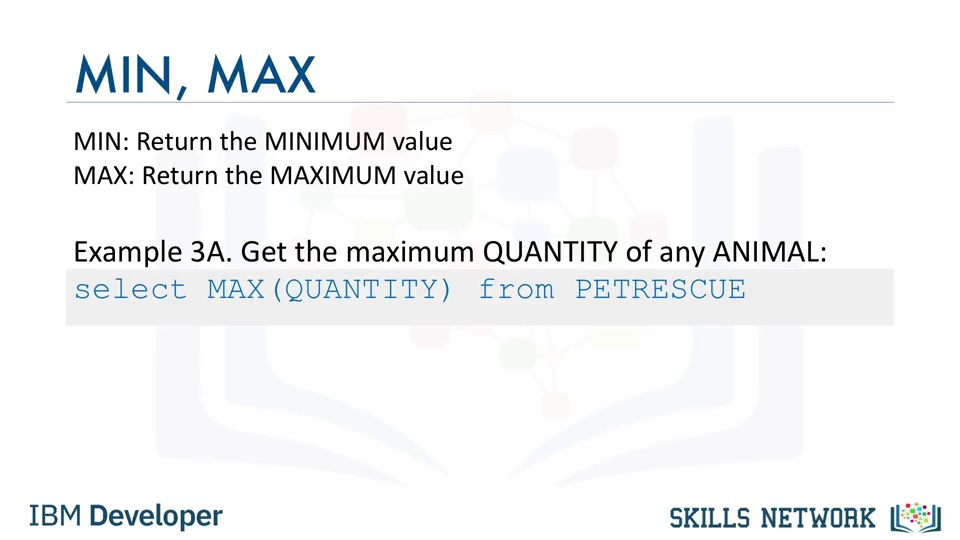 MIN, MAX
MIN: Return the MINIMUM value
MAX: Return the MAXIMUM value
Example 3A. Get the maximum QUANTITY of any ANIMAL:
select MAX(QUANTITY) from PETRESCUE
IBM Developer
SKILLS NETWORK